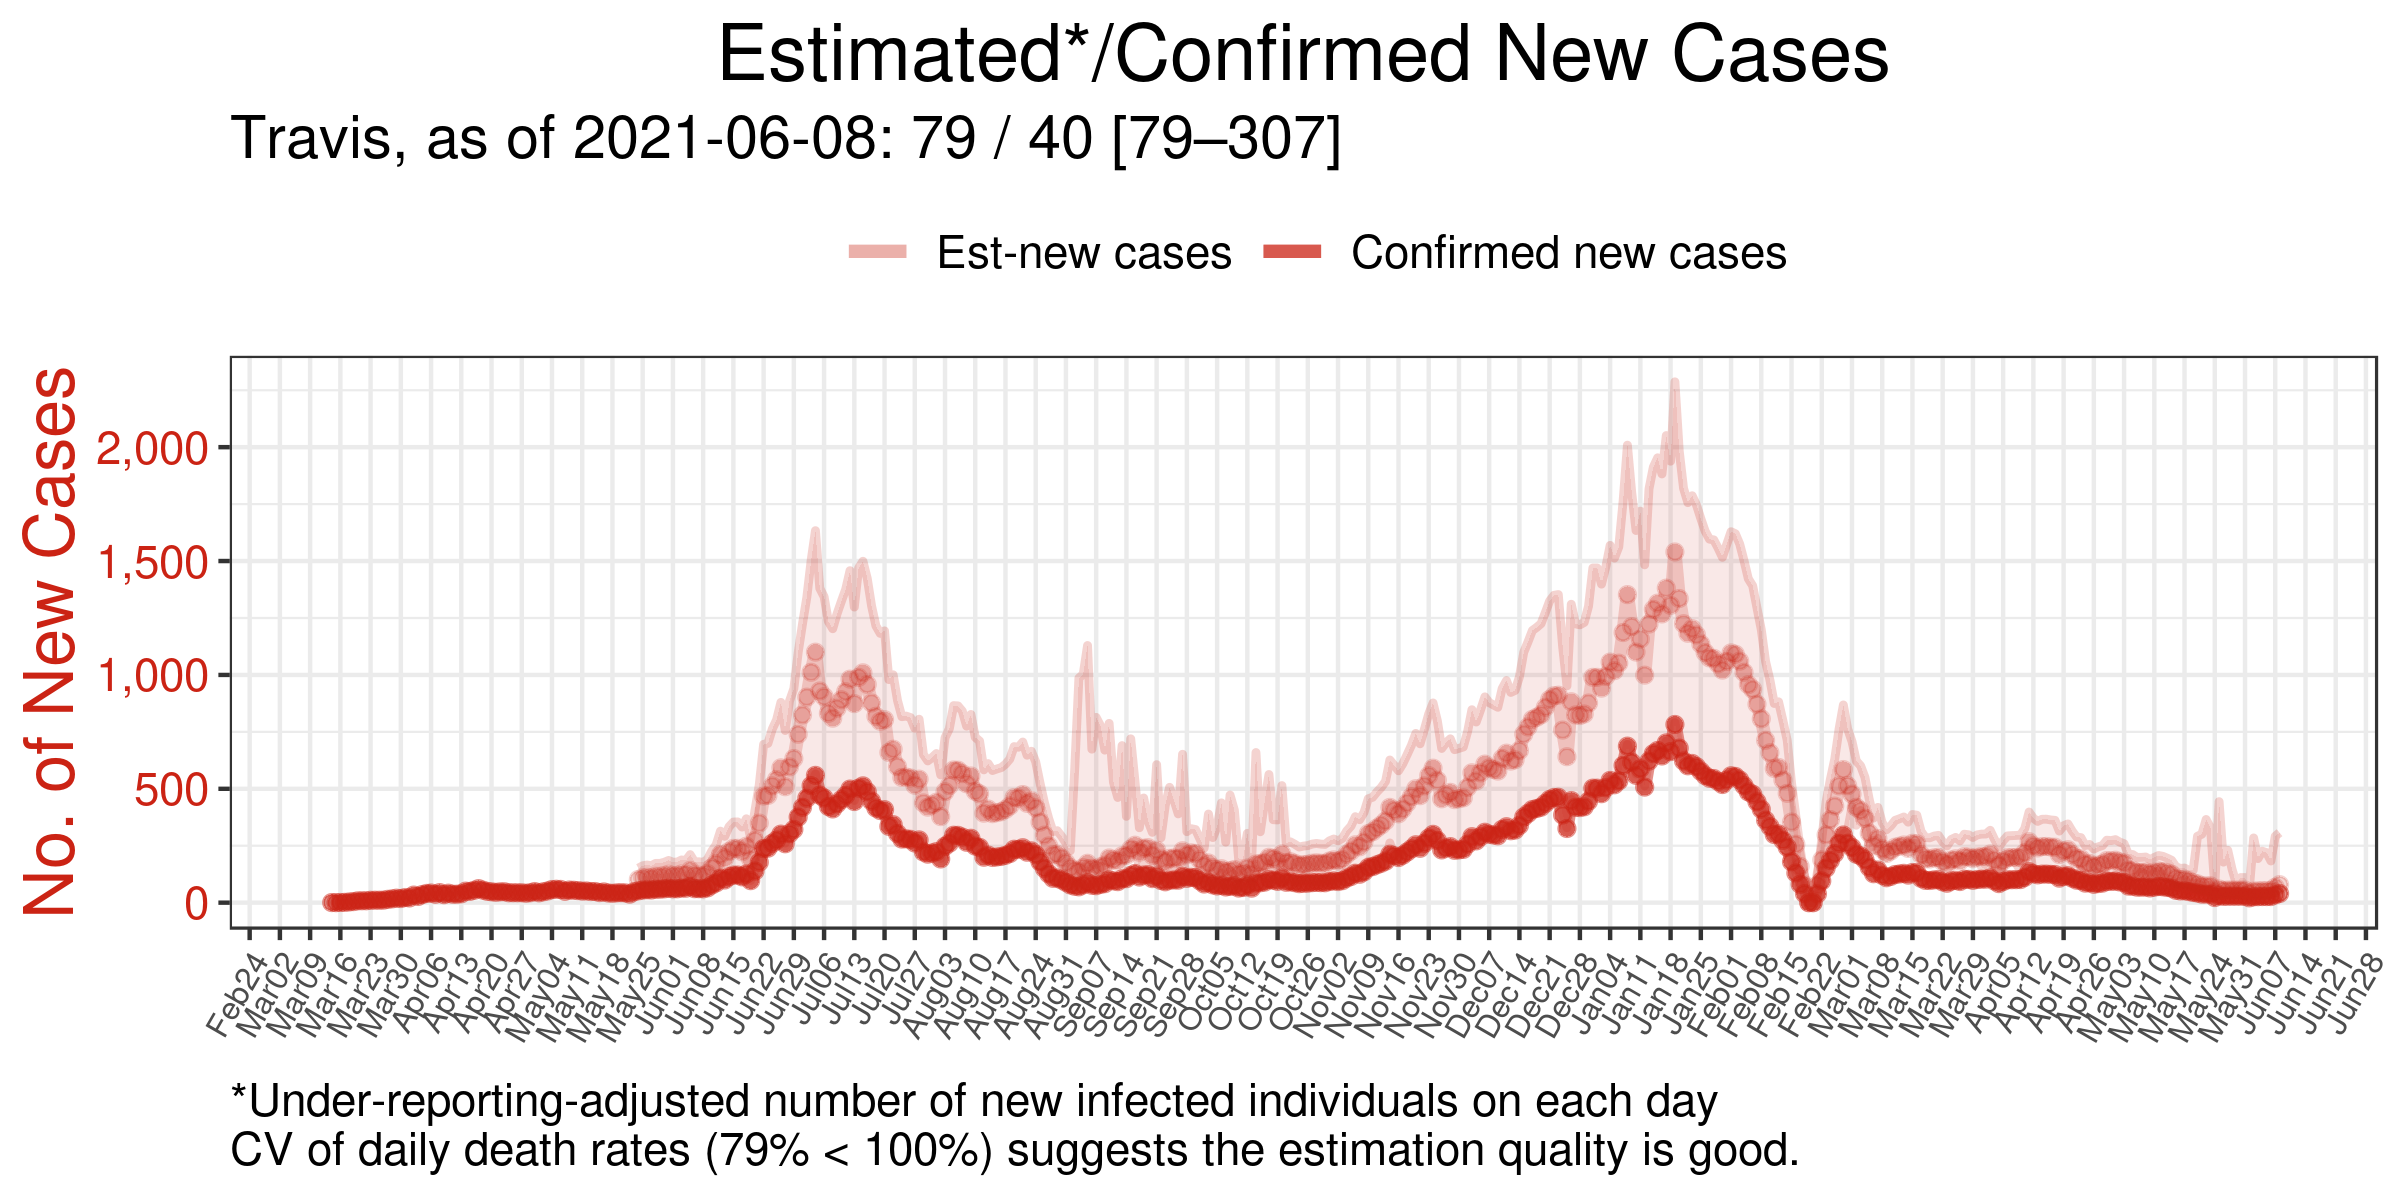 Estimated*/Confirmed New Cases
Travis, as of 2021-06-08: 79 / 40 [79–307]
Est-new cases Confirmed new cases
No. of New Cases
2,000
1,500
1,000
500
0
Feb24 Mar02 Mar09 Mar16 Mar23 Mar30 Apr06 Apr13 Apr20 Apr27 May04 May11 May18 May25 Jun01 Jun08 Jun15 Jun22 Jun29 Jul06 Jul13 Jul20 Jul27 Aug03 Aug10 Aug17 Aug24 Aug31 Sep07 Sep14 Sep21 Sep28 Oct05 Oct12 Oct19 Oct26 Nov02 Nov09 Nov16 Nov23 Nov30 Dec07 Dec14 Dec21 Dec28 Jan04 Jan11 Jan18 Jan25 Feb01 Feb08 Feb15 Feb22 Mar01 Mar08 Mar15 Mar22 Mar29 Apr05 Apr12 Apr19 Apr26 May03 May10 May17 May24 May31 Jun07 Jun14 Jun21 Jun28
*Under-reporting-adjusted number of new infected individuals on each day
CV of daily death rates (79% < 100%) suggests the estimation quality is good.